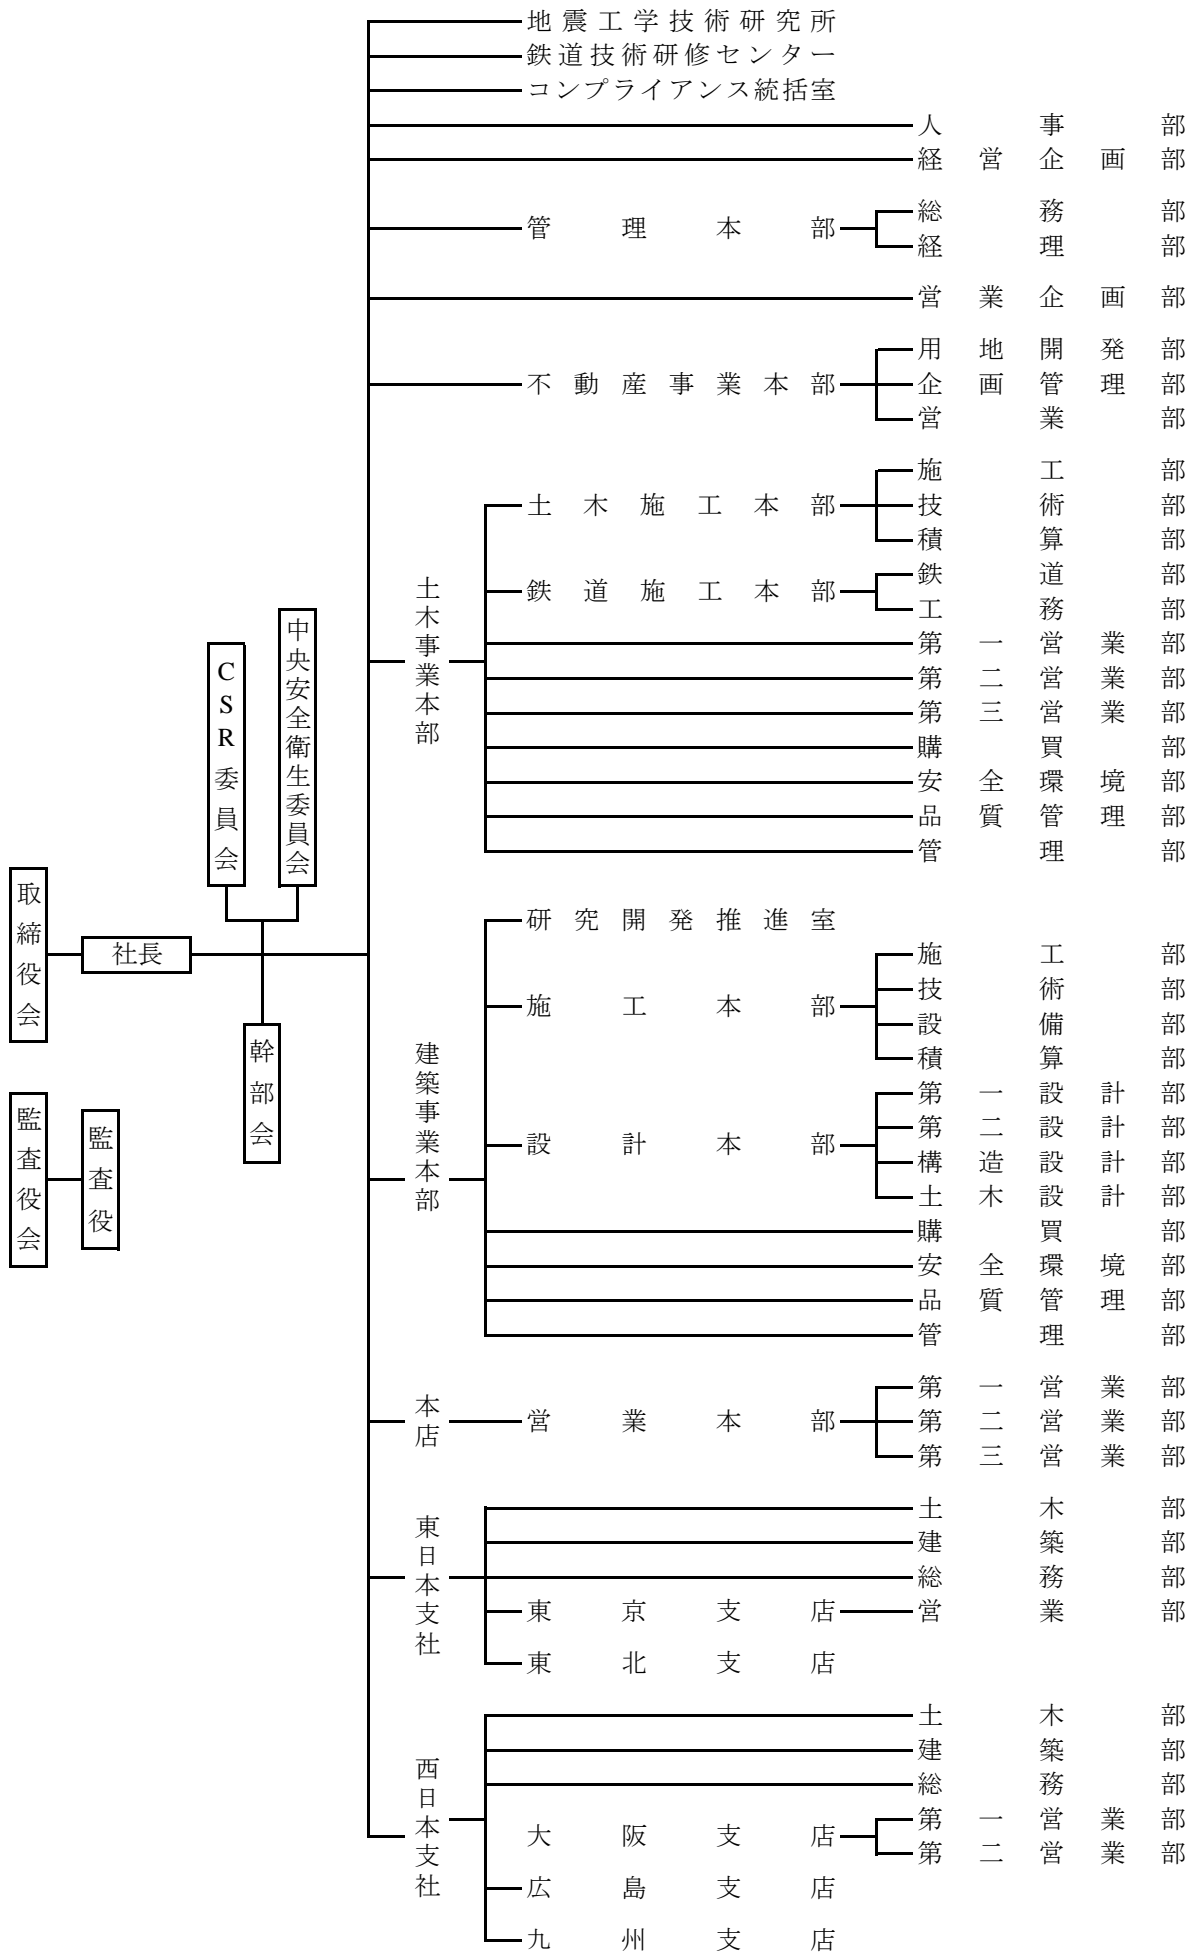 地震工学技術研究所
鉄道技術研修センター
コンプライアンス統括室
人事部
経営企画部
管理本部
総務部
経理部
営業企画部
不動産事業本部
用地開発部
企画管理部
営業部
土木事業本部
土木施工本部
施工部
技術部
積算部
鉄道施工本部
鉄道部
工務部
第一営業部
第二営業部
第三営業部
購買部
安全環境部
品質管理部
管理部
中央安全衛生委員会
CSR委員会
取締役会
社長
幹部会
監査役会
監査役
建築事業本部
研究開発推進室
施工本部
施工部
技術部
設備部
積算部
設計本部
第一設計部
第二設計部
構造設計部
土木設計部
購買部
安全環境部
品質管理部
管理部
本店
営業本部
第一営業部
第二営業部
第三営業部
東日本支社
土木部
建築部
総務部
東京支店
営業部
東北支店
西日本支社
土木部
建築部
総務部
大阪支店
第一営業部
第二営業部
広島支店
九州支店